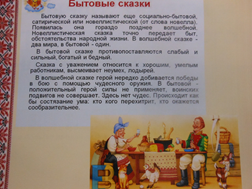 Бытовые сказки
Бытовую сказку называют еще социально-бытовой,
сатирической или новеллистической (от слова новелла).
Появилась она гораздо позднее волшебной.
Новеллистическая сказка точно передает быт,
обстоятельства народной жизни. В волшебной сказке -
два мира, в бытовой - один.
В бытовой сказке противопоставляются слабый и
сильный, богатый и бедный.
Сказка с уважением относится к хорошим, умелым
работникам, высмеивает неумех, лодырей.
В волшебной сказке герой нередко добивается победы
в бою с помощью чудесного оружия. В бытовой -
положительный герой силы не применяет, воинских
подвигов не совершает. Здесь нет чудес. Происходит как
бы состязание ума: кто кого перехитрит, кто окажется
сообразительнее.